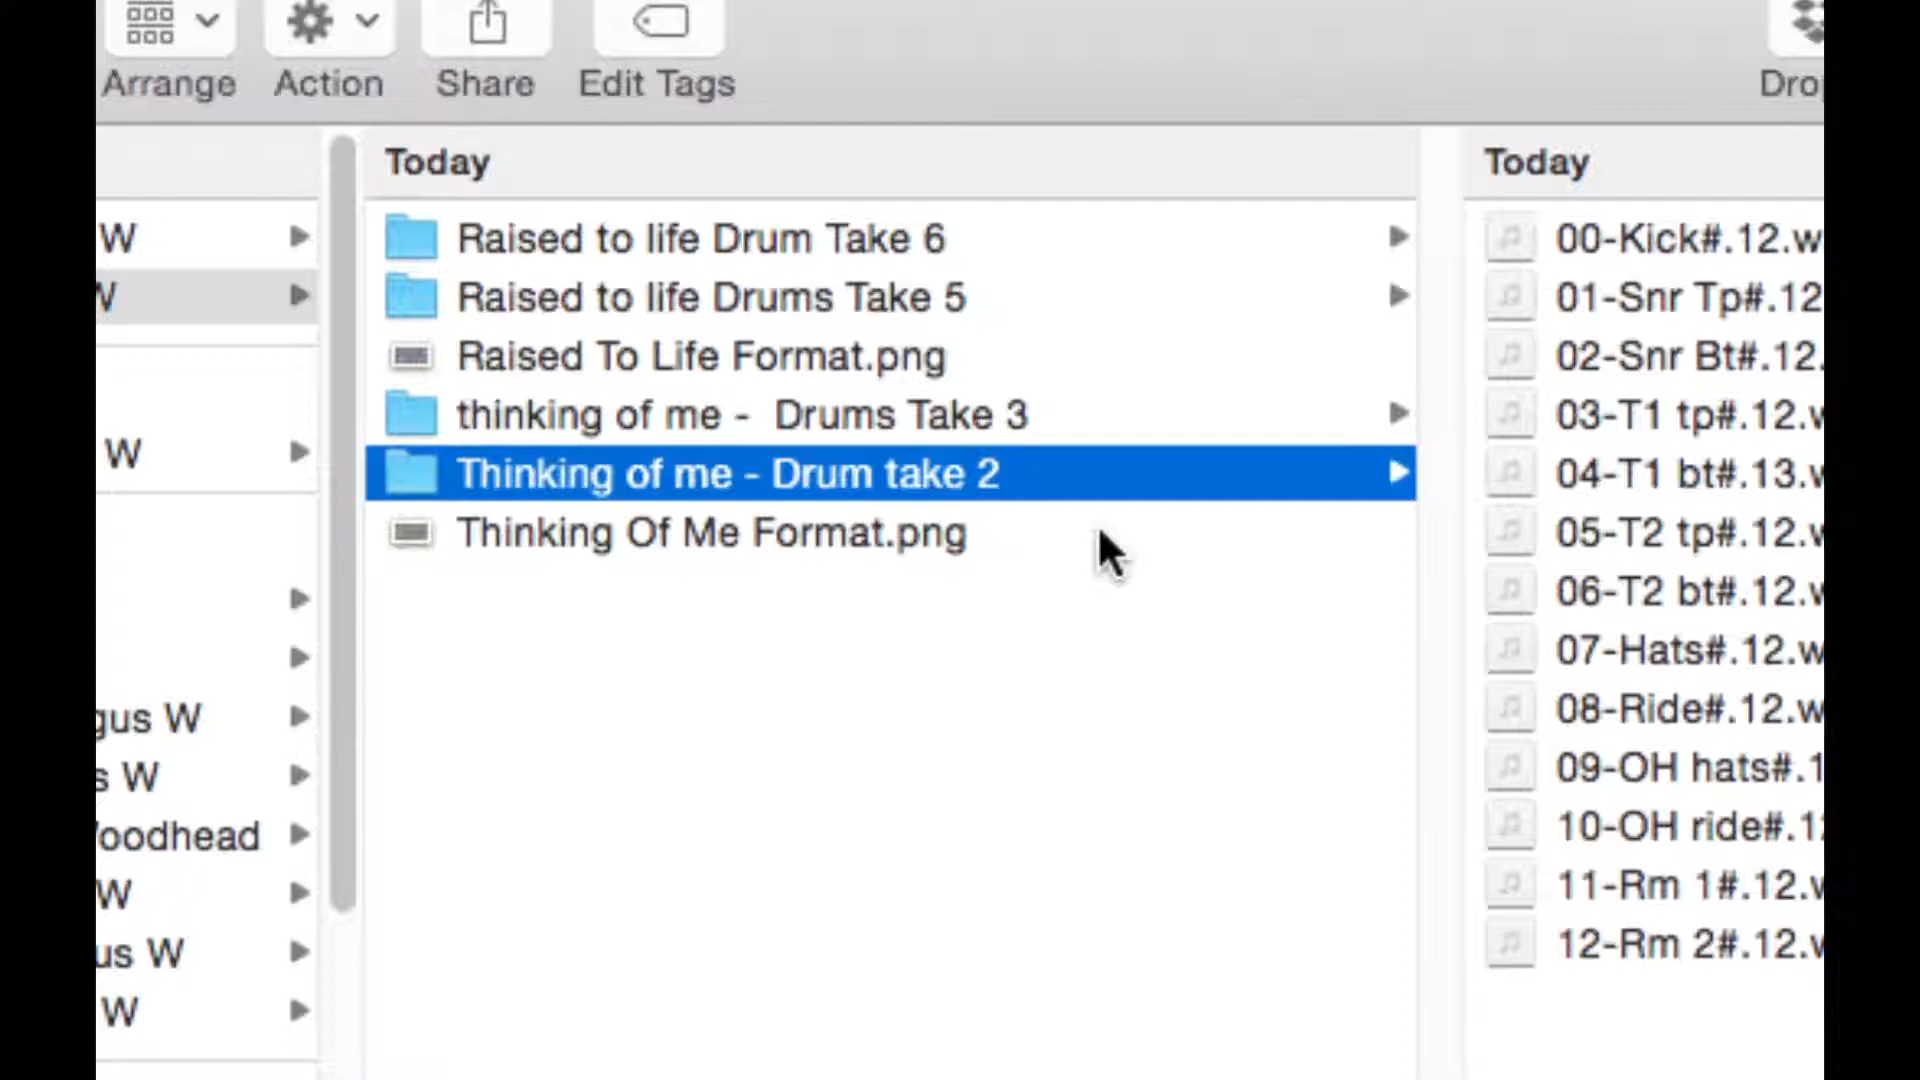 Arrange Action Share Edit Tags Drop
Today
Today
W
W
W
gus W
s W
oodhead
W
us W
W
Raised to life Drum Take 6
Raised to life Drums Take 5
Raised To Life Format.png
thinking of me -  Drums Take 3
Thinking of me - Drum take 2
Thinking Of Me Format.png
00-Kick#.12.w
01-Snr Tp#.12
02-Snr Bt#.12.
03-T1 tp#.12.w
04-T1 bt#.13.w
05-T2 tp#.12.w
06-T2 bt#.12.w
07-Hats#.12.w
08-Ride#.12.w
09-OH hats#.1
10-OH ride#.12
11-Rm 1#.12.w
12-Rm 2#.12.w